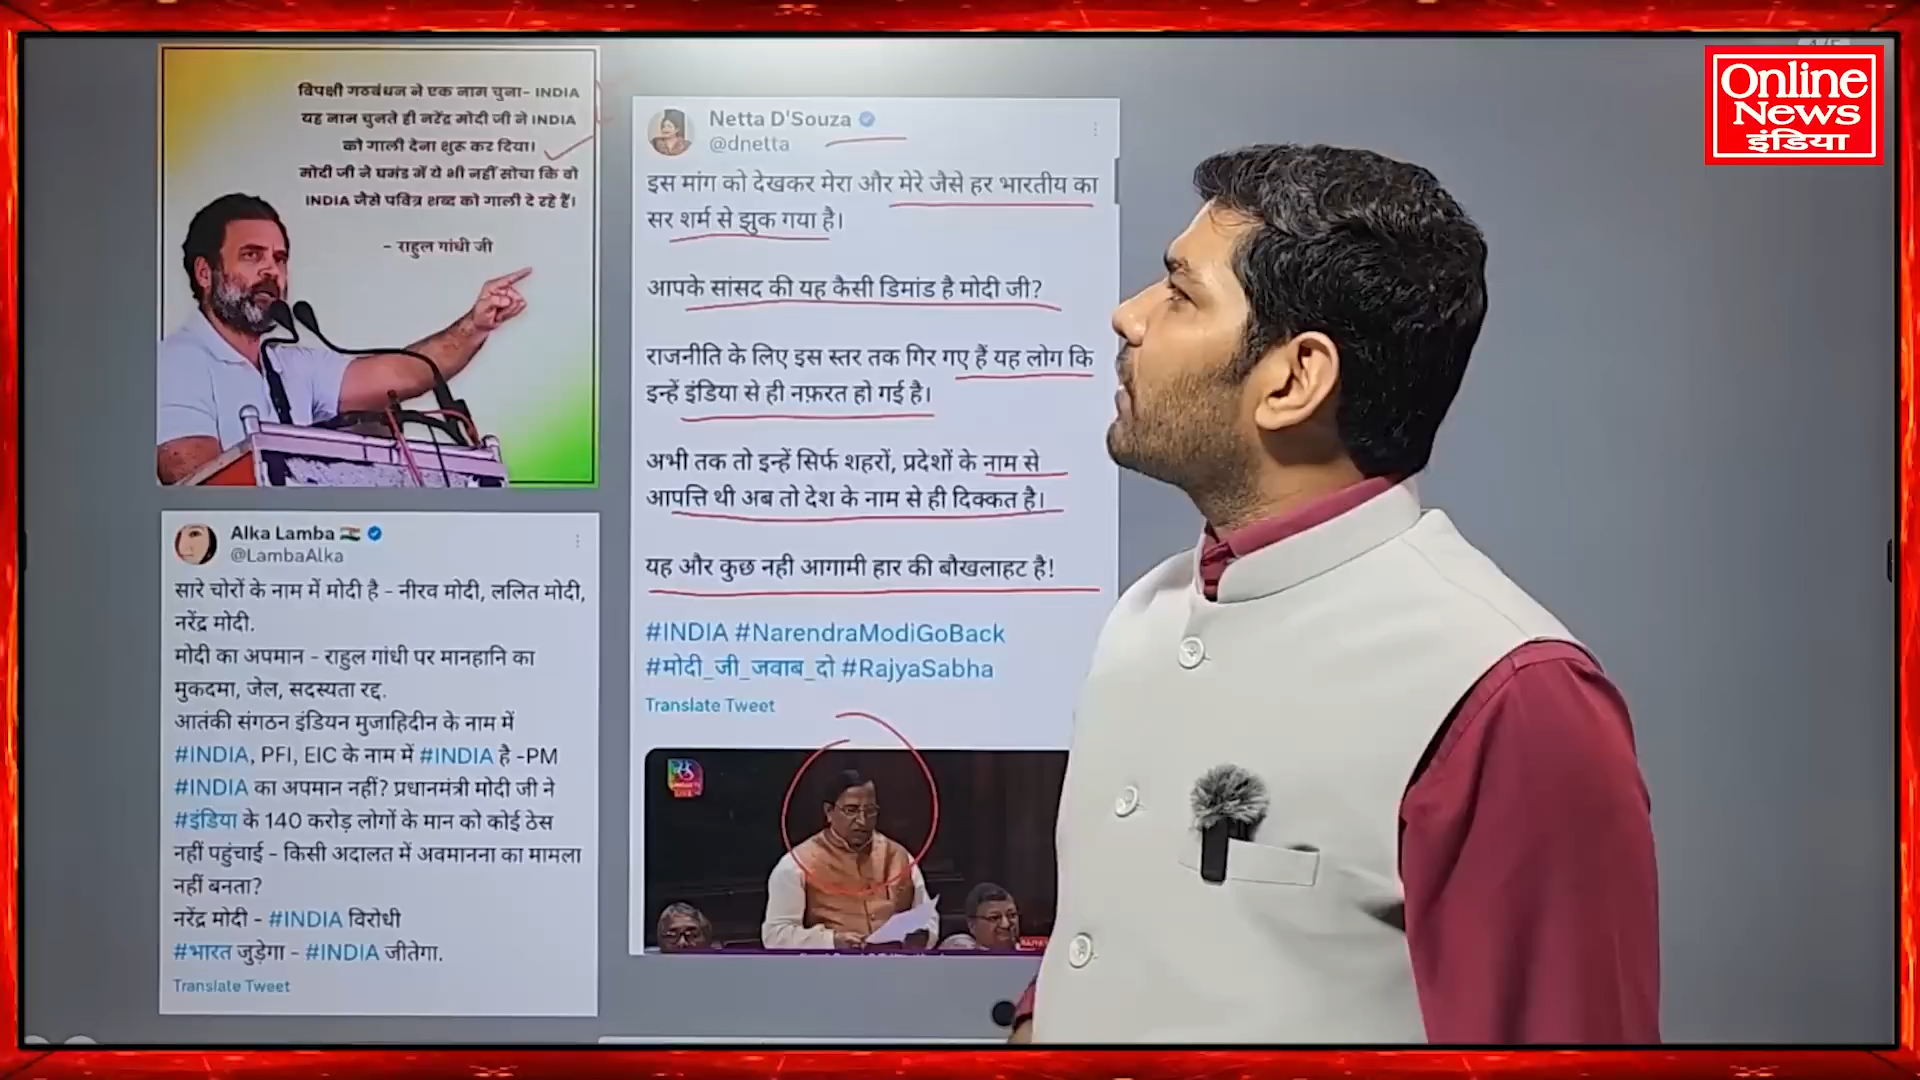 विपक्षी गठबंधन ने एक नाम चुना- INDIA
यह नाम चुनते ही नरेंद्र मोदी जी ने INDIA
को गाली देना शुरू कर दिया।
मोदी जी ने घमंड में ये भी नहीं सोचा कि वो
INDIA जैसे पवित्र शब्द को गाली दे रहे हैं।
- राहुल गांधी जी
Alka Lamba
@LambaAlka
सारे चोरों के नाम में मोदी है - नीरव मोदी, ललित मोदी,
नरेंद्र मोदी.
मोदी का अपमान - राहुल गांधी पर मानहानि का
मुकदमा, जेल, सदस्यता रद्द.
आतंकी संगठन इंडियन मुजाहिदीन के नाम में
#INDIA, PFI, EIC के नाम में #INDIA है -PM
#INDIA का अपमान नहीं? प्रधानमंत्री मोदी जी ने
#इंडिया के 140 करोड़ लोगों के मान को कोई ठेस
नहीं पहुंचाई - किसी अदालत में अवमानना का मामला
नहीं बनता?
नरेंद्र मोदी - #INDIA विरोधी
#भारत जुड़ेगा - #INDIA जीतेगा.
Translate Tweet
Netta D'Souza
@dnetta
इस मांग को देखकर मेरा और मेरे जैसे हर भारतीय का
सर शर्म से झुक गया है।
आपके सांसद की यह कैसी डिमांड है मोदी जी?
राजनीति के लिए इस स्तर तक गिर गए हैं यह लोग कि
इन्हें इंडिया से ही नफ़रत हो गई है।
अभी तक तो इन्हें सिर्फ शहरों, प्रदेशों के नाम से
आपत्ति थी अब तो देश के नाम से ही दिक्कत है।
यह और कुछ नही आगामी हार की बौखलाहट है!
#INDIA #NarendraModiGoBack
#मोदी_जी_जवाब_दो #RajyaSabha
Translate Tweet
Online
News
इंडिया